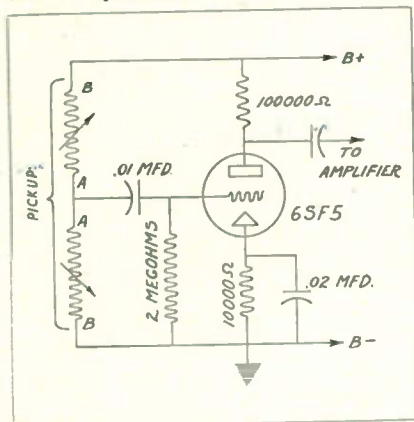 B+
B
100000Ω
PICKUP.
.01 MFD.
TO
AMPLIFIER
A
A
6SF5
2 MEGOHMS
10000Ω
.02 MFD.
B
B-